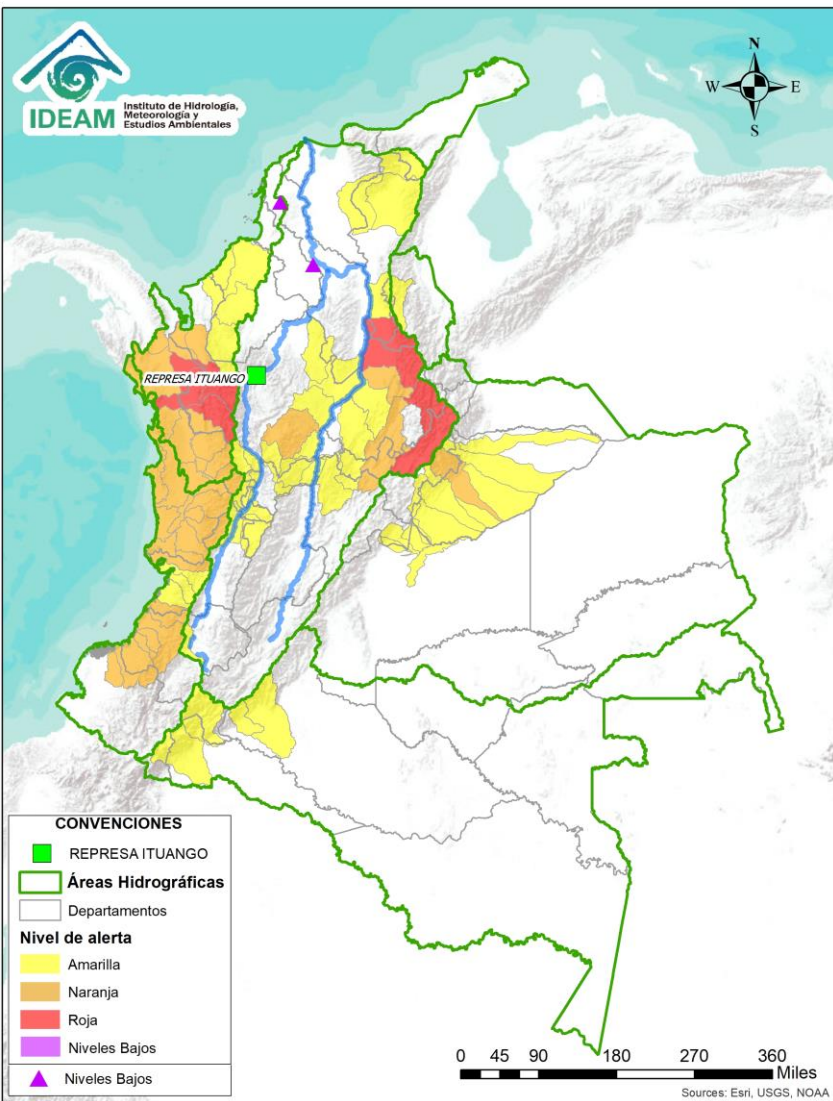 IDEAM
Instituto de Hidrología,
Meteorología y
Estudios Ambientales
N
W
E
S
REPRESA ITUANGO
CONVENCIONES
REPRESA ITUANGO
Áreas Hidrográficas
Departamentos
Nivel de alerta
Amarilla
Naranja
Roja
Niveles Bajos
Niveles Bajos
0 45 90 180 270 360
Miles
Sources: Esri, USGS, NOAA